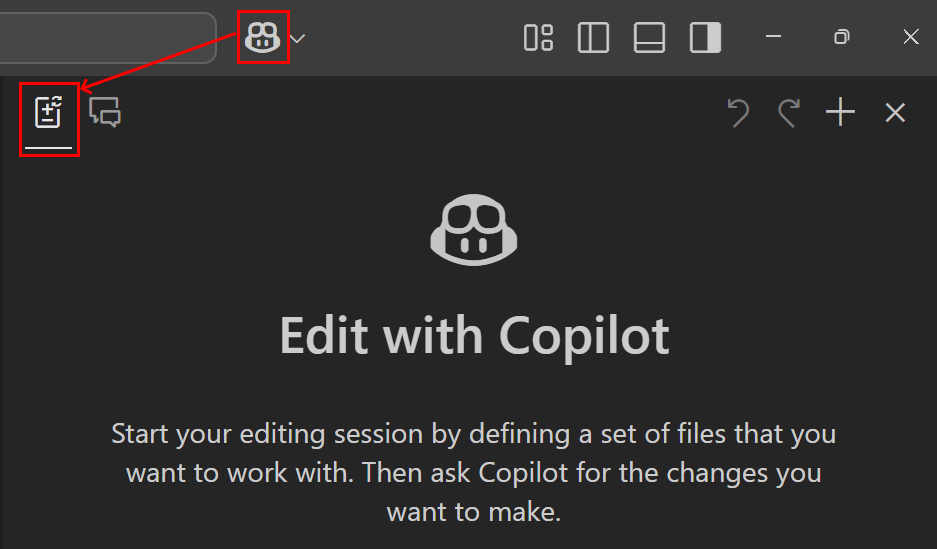 Edit with Copilot
Start your editing session by defining a set of files that you
want to work with. Then ask Copilot for the changes you
want to make.